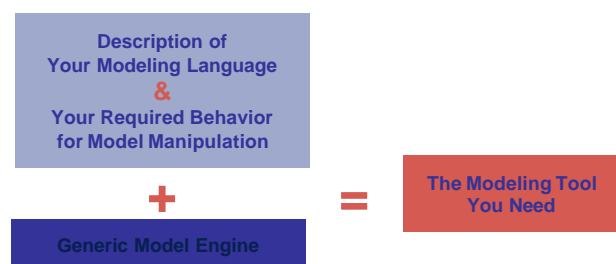 Description of
Your Modeling Language
&
Your Required Behavior
for Model Manipulation
+
=
The Modeling Tool
You Need
Generic Model Engine